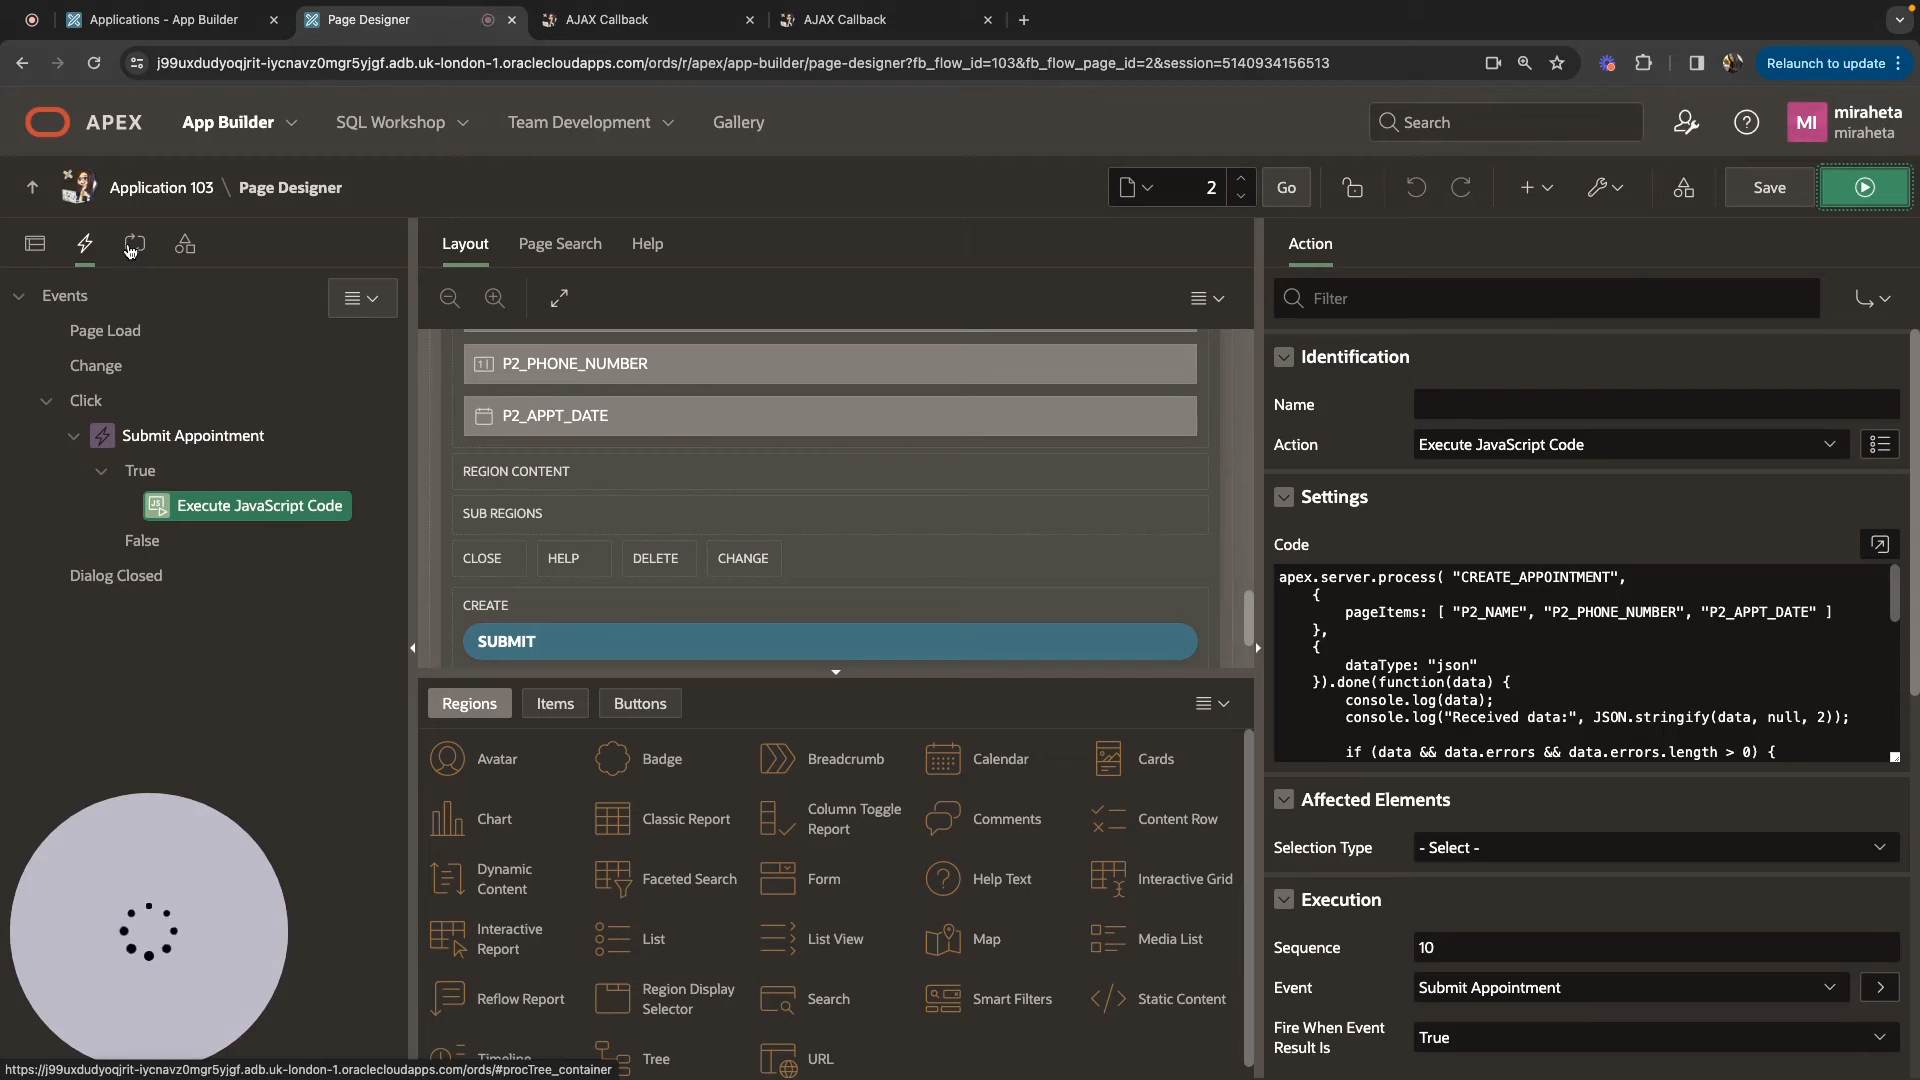 Applications - App Builder
Page Designer
AJAX Callback
AJAX Callback
j99uxdudyoqjrit-iycnavz0mgr5yjgf.adb.uk-london-1.oraclecloudapps.com/ords/r/apex/app-builder/page-designer?fb_flow_id=103&fb_flow_page_id=2&session=5140934156513
Relaunch to update
APEX
App Builder
SQL Workshop
Team Development
Gallery
Search
MI
miraheta
miraheta
Application 103 \ Page Designer
2
Go
Save
Events
Page Load
Change
Click
Submit Appointment
True
Execute JavaScript Code
False
Dialog Closed
Layout
Page Search
Help
P2_PHONE_NUMBER
P2_APPT_DATE
REGION CONTENT
SUB REGIONS
CLOSE
HELP
DELETE
CHANGE
CREATE
SUBMIT
Regions
Items
Buttons
Avatar
Badge
Breadcrumb
Calendar
Cards
Chart
Classic Report
Column Toggle
Report
Comments
Content Row
Dynamic
Content
Faceted Search
Form
Help Text
Interactive Grid
Interactive
Report
List
List View
Map
Media List
Reflow Report
Region Display
Selector
Search
Smart Filters
Static Content
Timeline
Tree
URL
Action
Filter
Identification
Name
Action
Execute JavaScript Code
Settings
Code
apex.server.process( "CREATE_APPOINTMENT",
{
pageItems: [ "P2_NAME", "P2_PHONE_NUMBER", "P2_APPT_DATE" ]
},
{
dataType: "json"
}).done(function(data) {
console.log(data);
console.log("Received data:", JSON.stringify(data, null, 2));
if (data && data.errors && data.errors.length > 0) {
Affected Elements
Selection Type
- Select -
Execution
Sequence
10
Event
Submit Appointment
Fire When Event
Result Is
True
https://j99uxdudyoqjrit-iycnavz0mgr5yjgf.adb.uk-london-1.oraclecloudapps.com/ords/#procTree_container